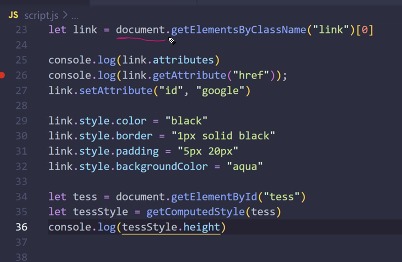 script.js > ...
23 let link = document.getElementsByClassName("link")[0]
24
25 console.log(link.attributes)
26 console.log(link.getAttribute("href"));
27 link.setAttribute("id", "google")
28
29 link.style.color = "black"
30 link.style.border = "1px solid black"
31 link.style.padding = "5px 20px"
32 link.style.backgroundColor = "aqua"
33
34 let tess = document.getElementById("tess")
35 let tessStyle = getComputedStyle(tess)
36 console.log(tessStyle.height)
37
38